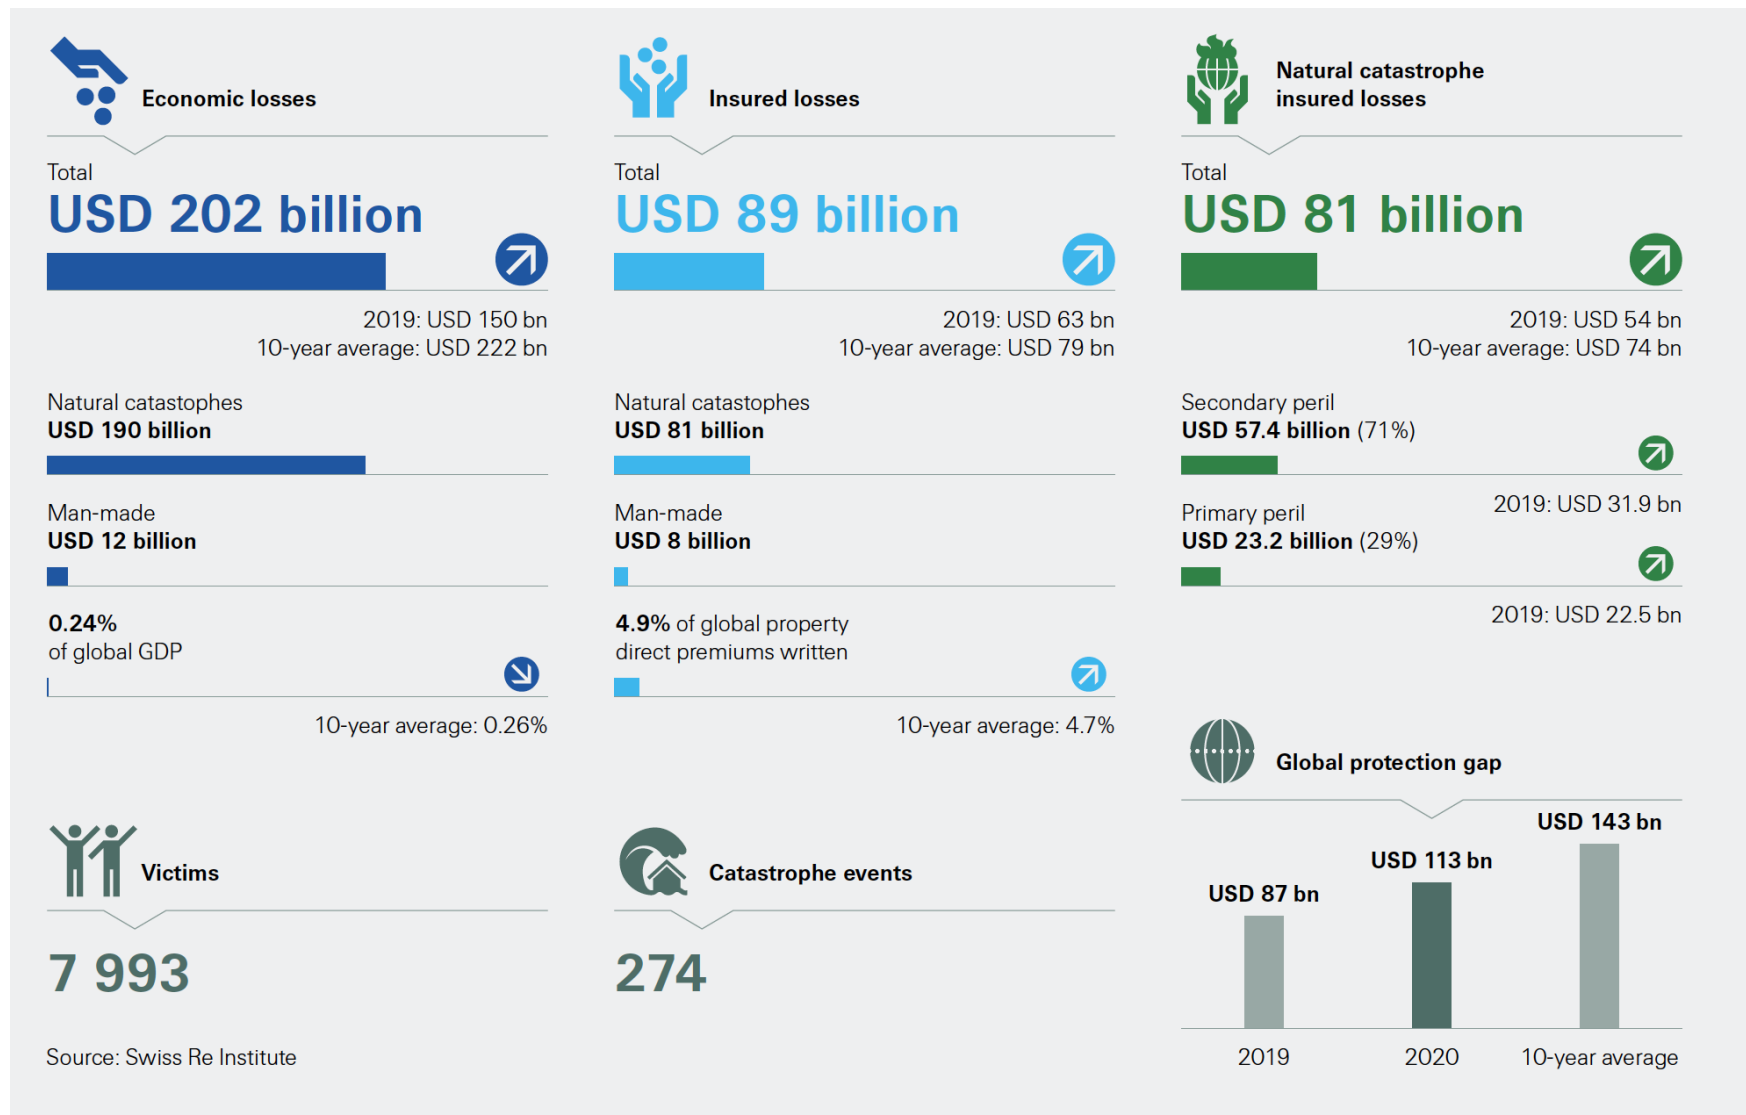 Economic losses
Total
USD 202 billion
2019: USD 150 bn
10-year average: USD 222 bn
Natural catastophes
USD 190 billion
Man-made
USD 12 billion
0.24%
of global GDP
10-year average: 0.26%
Insured losses
Total
USD 89 billion
2019: USD 63 bn
10-year average: USD 79 bn
Natural catastophes
USD 81 billion
Man-made
USD 8 billion
4.9% of global property
direct premiums written
10-year average: 4.7%
Natural catastrophe
insured losses
Total
USD 81 billion
2019: USD 54 bn
10-year average: USD 74 bn
Secondary peril
USD 57.4 billion (71%)
2019: USD 31.9 bn
Primary peril
USD 23.2 billion (29%)
2019: USD 22.5 bn
Victims
7 993
Catastrophe events
274
Global protection gap
USD 87 bn
USD 113 bn
USD 143 bn
2019
2020
10-year average
Source: Swiss Re Institute